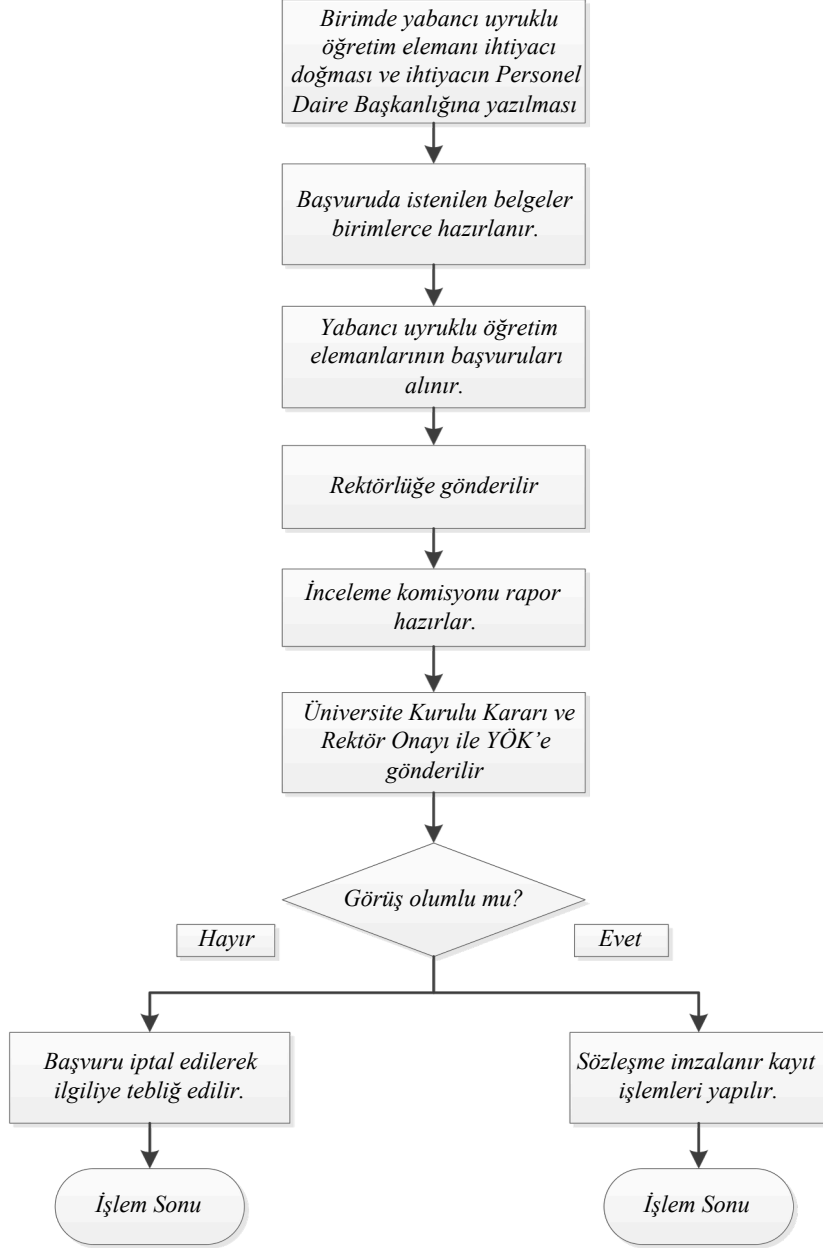 Birimde yabancı uyruklu
öğretim elemanı ihtiyacı
doğması ve ihtiyacın Personel
Daire Başkanlığına yazılması
Başvuruda istenilen belgeler
birimlerce hazırlanır.
Yabancı uyruklu öğretim
elemanlarının başvuruları
alınır.
Rektörlüğe gönderilir
İnceleme komisyonu rapor
hazırlar.
Üniversite Kurulu Kararı ve
Rektör Onayı ile YÖK’e
gönderilir
Görüş olumlu mu?
Hayır
Evet
Başvuru iptal edilerek
ilgiliye tebliğ edilir.
Sözleşme imzalanır kayıt
işlemleri yapılır.
İşlem Sonu
İşlem Sonu